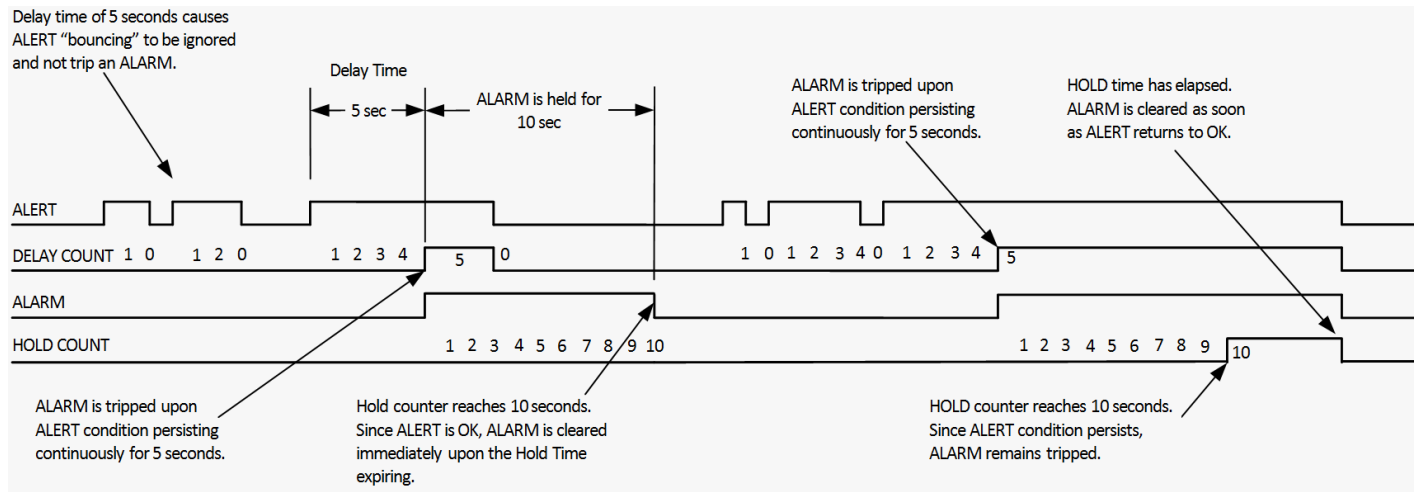 Delay time of 5 seconds causes
ALERT “bouncing” to be ignored
and not trip an ALARM.
Delay Time
5 sec
ALARM is held for
10 sec
ALARM is tripped upon
ALERT condition persisting
continuously for 5 seconds.
HOLD time has elapsed.
ALARM is cleared as soon
as ALERT returns to OK.
ALERT
DELAY COUNT 1 0 1 2 0 1 2 3 4 5 0 1 0 1 2 3 4 0 1 2 3 4 5
ALARM
HOLD COUNT 1 2 3 4 5 6 7 8 9 10 1 2 3 4 5 6 7 8 9 10
ALARM is tripped upon
ALERT condition persisting
continuously for 5 seconds.
Hold counter reaches 10 seconds.
Since ALERT is OK, ALARM is cleared
immediately upon the Hold Time
expiring.
HOLD counter reaches 10 seconds.
Since ALERT condition persists,
ALARM remains tripped.